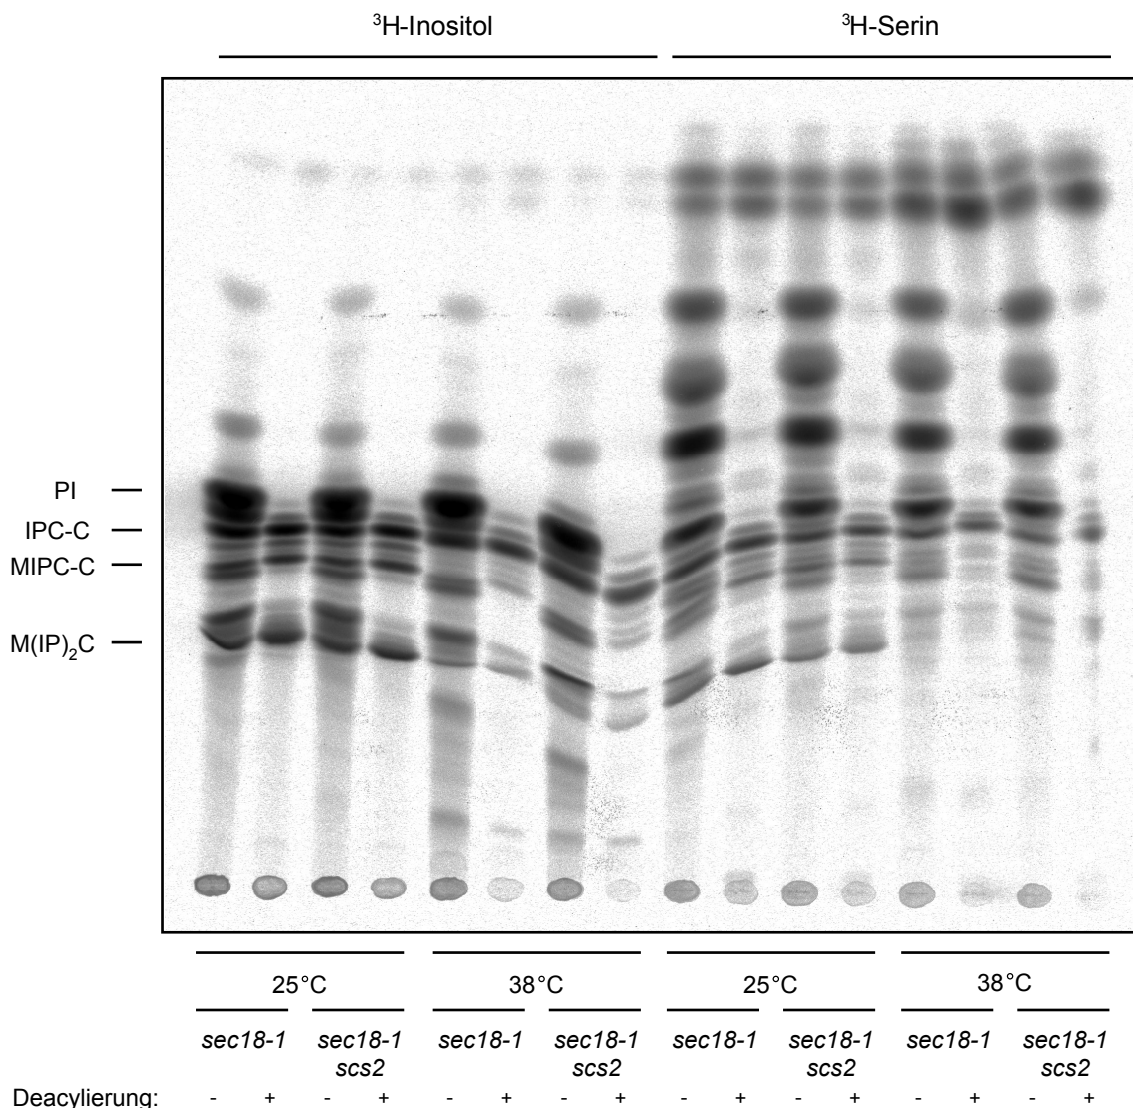 ³H-Inositol ³H-Serin
PI
IPC-C
MIPC-C
M(IP)₂C
25°C 38°C 25°C 38°C
sec18-1 sec18-1 scs2 sec18-1 sec18-1 scs2 sec18-1 sec18-1 scs2 sec18-1 sec18-1 scs2
Deacylierung: - + - + - + - + - + - + - + - +